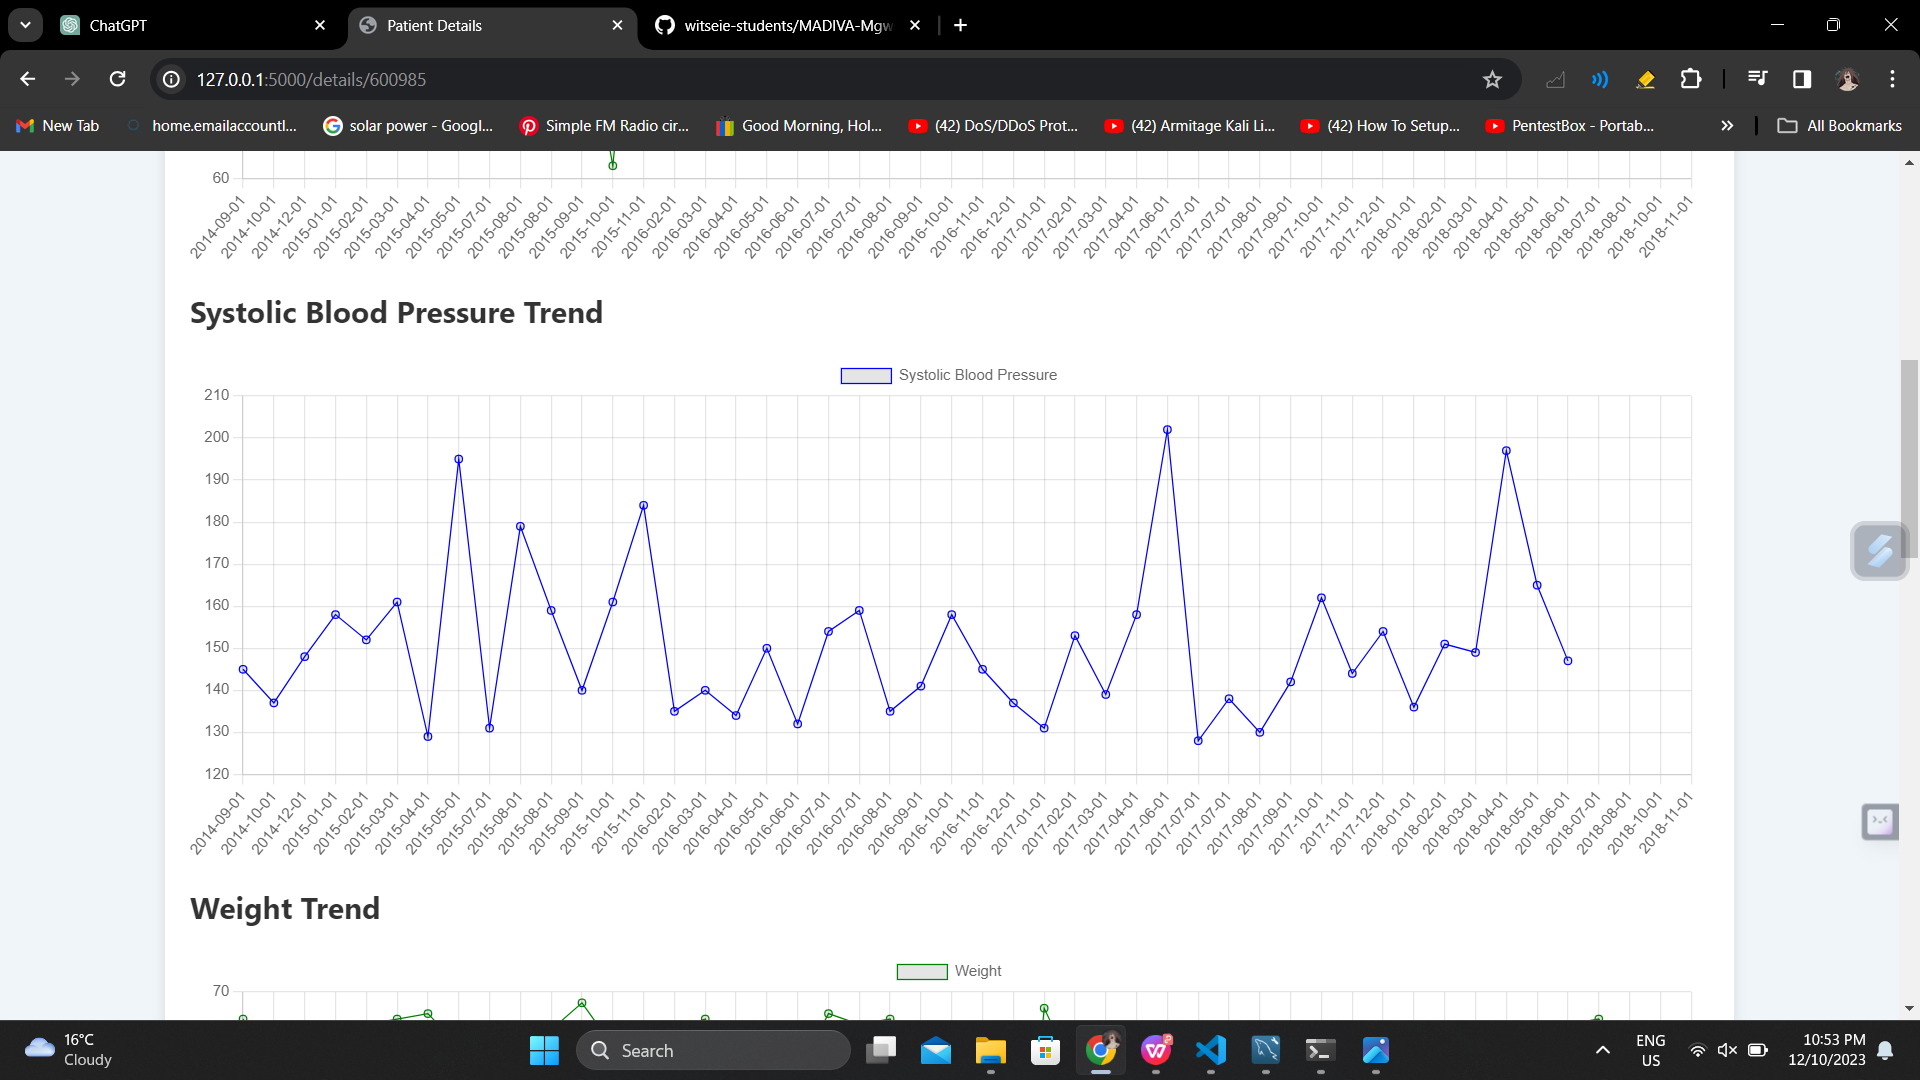 ChatGPT
Patient Details
witseie-students/MADIVA-Mgw
127.0.0.1:5000/details/600985
New Tab
home.emailaccountl...
solar power - Googl...
Simple FM Radio cir...
Good Morning, Hol...
(42) DoS/DDoS Prot...
(42) Armitage Kali Li...
(42) How To Setup...
PentestBox - Portab...
All Bookmarks
60
2014-09-01 2014-10-01 2014-12-01 2015-01-01 2015-02-01 2015-03-01 2015-04-01 2015-05-01 2015-07-01 2015-08-01 2015-08-01 2015-09-01 2015-10-01 2015-11-01 2016-02-01 2016-03-01 2016-04-01 2016-05-01 2016-06-01 2016-07-01 2016-07-01 2016-08-01 2016-09-01 2016-10-01 2016-11-01 2016-12-01 2017-01-01 2017-02-01 2017-03-01 2017-04-01 2017-06-01 2017-07-01 2017-07-01 2017-08-01 2017-09-01 2017-10-01 2017-11-01 2017-12-01 2018-01-01 2018-02-01 2018-03-01 2018-04-01 2018-05-01 2018-06-01 2018-07-01 2018-08-01 2018-10-01 2018-11-01
Systolic Blood Pressure Trend
Systolic Blood Pressure
210
200
190
180
170
160
150
140
130
120
2014-09-01 2014-10-01 2014-12-01 2015-01-01 2015-02-01 2015-03-01 2015-04-01 2015-05-01 2015-07-01 2015-08-01 2015-08-01 2015-09-01 2015-10-01 2015-11-01 2016-02-01 2016-03-01 2016-04-01 2016-05-01 2016-06-01 2016-07-01 2016-07-01 2016-08-01 2016-09-01 2016-10-01 2016-11-01 2016-12-01 2017-01-01 2017-02-01 2017-03-01 2017-04-01 2017-06-01 2017-07-01 2017-07-01 2017-08-01 2017-09-01 2017-10-01 2017-11-01 2017-12-01 2018-01-01 2018-02-01 2018-03-01 2018-04-01 2018-05-01 2018-06-01 2018-07-01 2018-08-01 2018-10-01 2018-11-01
Weight Trend
Weight
70
16°C
Cloudy
Search
ENG
US
10:53 PM
12/10/2023